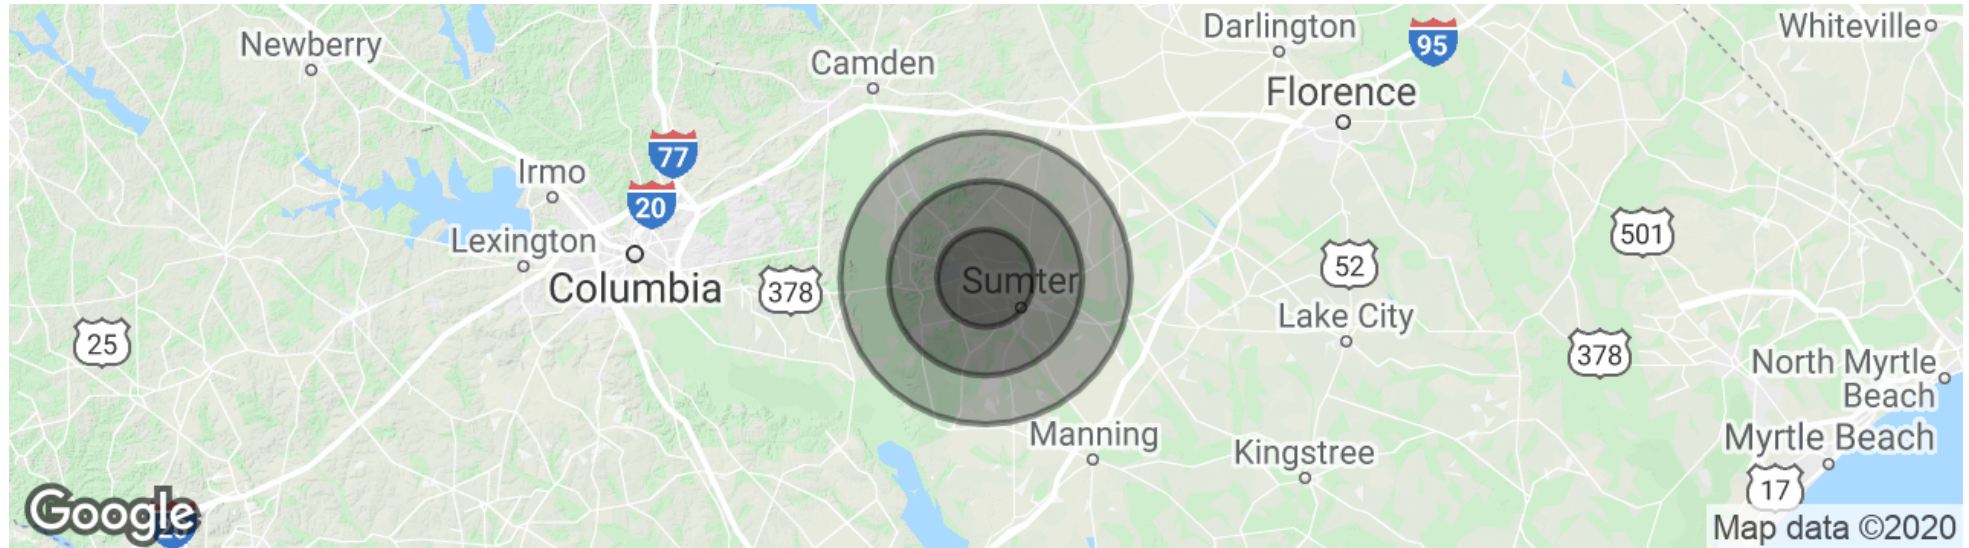 Newberry
Camden
Darlington
95
Whiteville
Florence
77
Irmo
20
Lexington
Columbia
378
Sumter
52
501
25
Lake City
378
North Myrtle
Beach
Manning
Kingstree
Myrtle Beach
17
Google
20
Map data ©2020